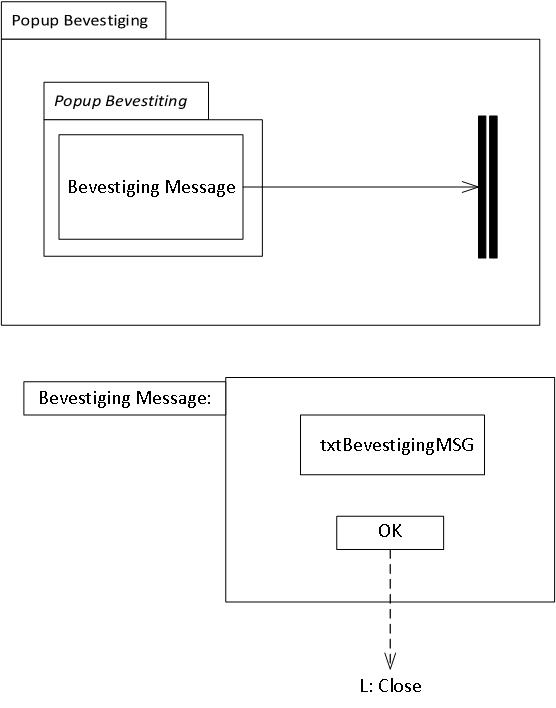 Popup Bevestiging
Popup Bevestiting
Bevestiging Message
Bevestiging Message:
txtBevestigingMSG
OK
L: Close